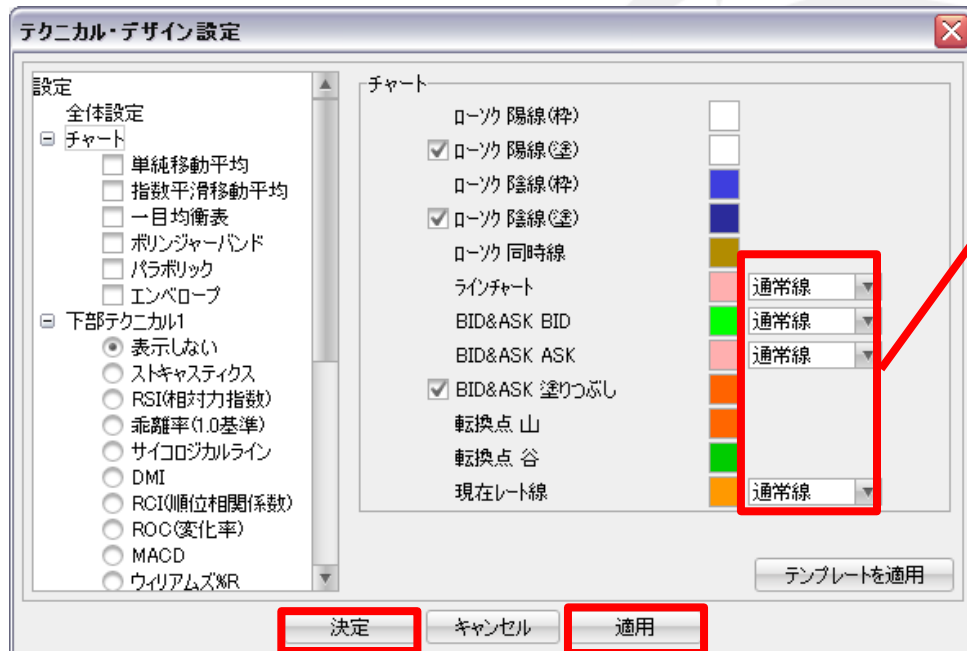 テクニカル・デザイン設定
設定
全体設定
チャート
単純移動平均
指数平滑移動平均
一目均衡表
ボリンジャーバンド
パラボリック
エンベロープ
下部テクニカル1
表示しない
ストキャスティクス
RSI(相対力指数)
乖離率(1.0基準)
サイコロジカルライン
DMI
RCI(順位相関係数)
ROC(変化率)
MACD
ウィリアムズ%R
チャート
ローソク 陽線(枠)
ローソク 陽線(塗)
ローソク 陰線(枠)
ローソク 陰線(塗)
ローソク 同時線
ラインチャート 通常線
BID&ASK BID 通常線
BID&ASK ASK 通常線
BID&ASK 塗りつぶし
転換点 山
転換点 谷
現在レート線 通常線
テンプレートを適用
決定 キャンセル 適用